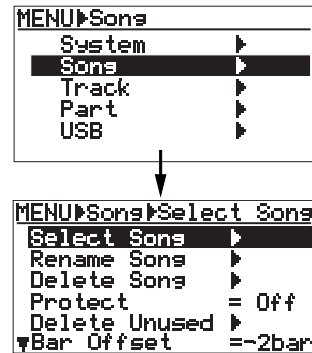 MENU▶Song
System ▶
Song ▶
Track ▶
Part ▶
USB ▶
MENU▶Song▶Select Song
Select Song ▶
Rename Song ▶
Delete Song ▶
Protect = Off
Delete Unused ▶
▼Bar Offset =-2bar